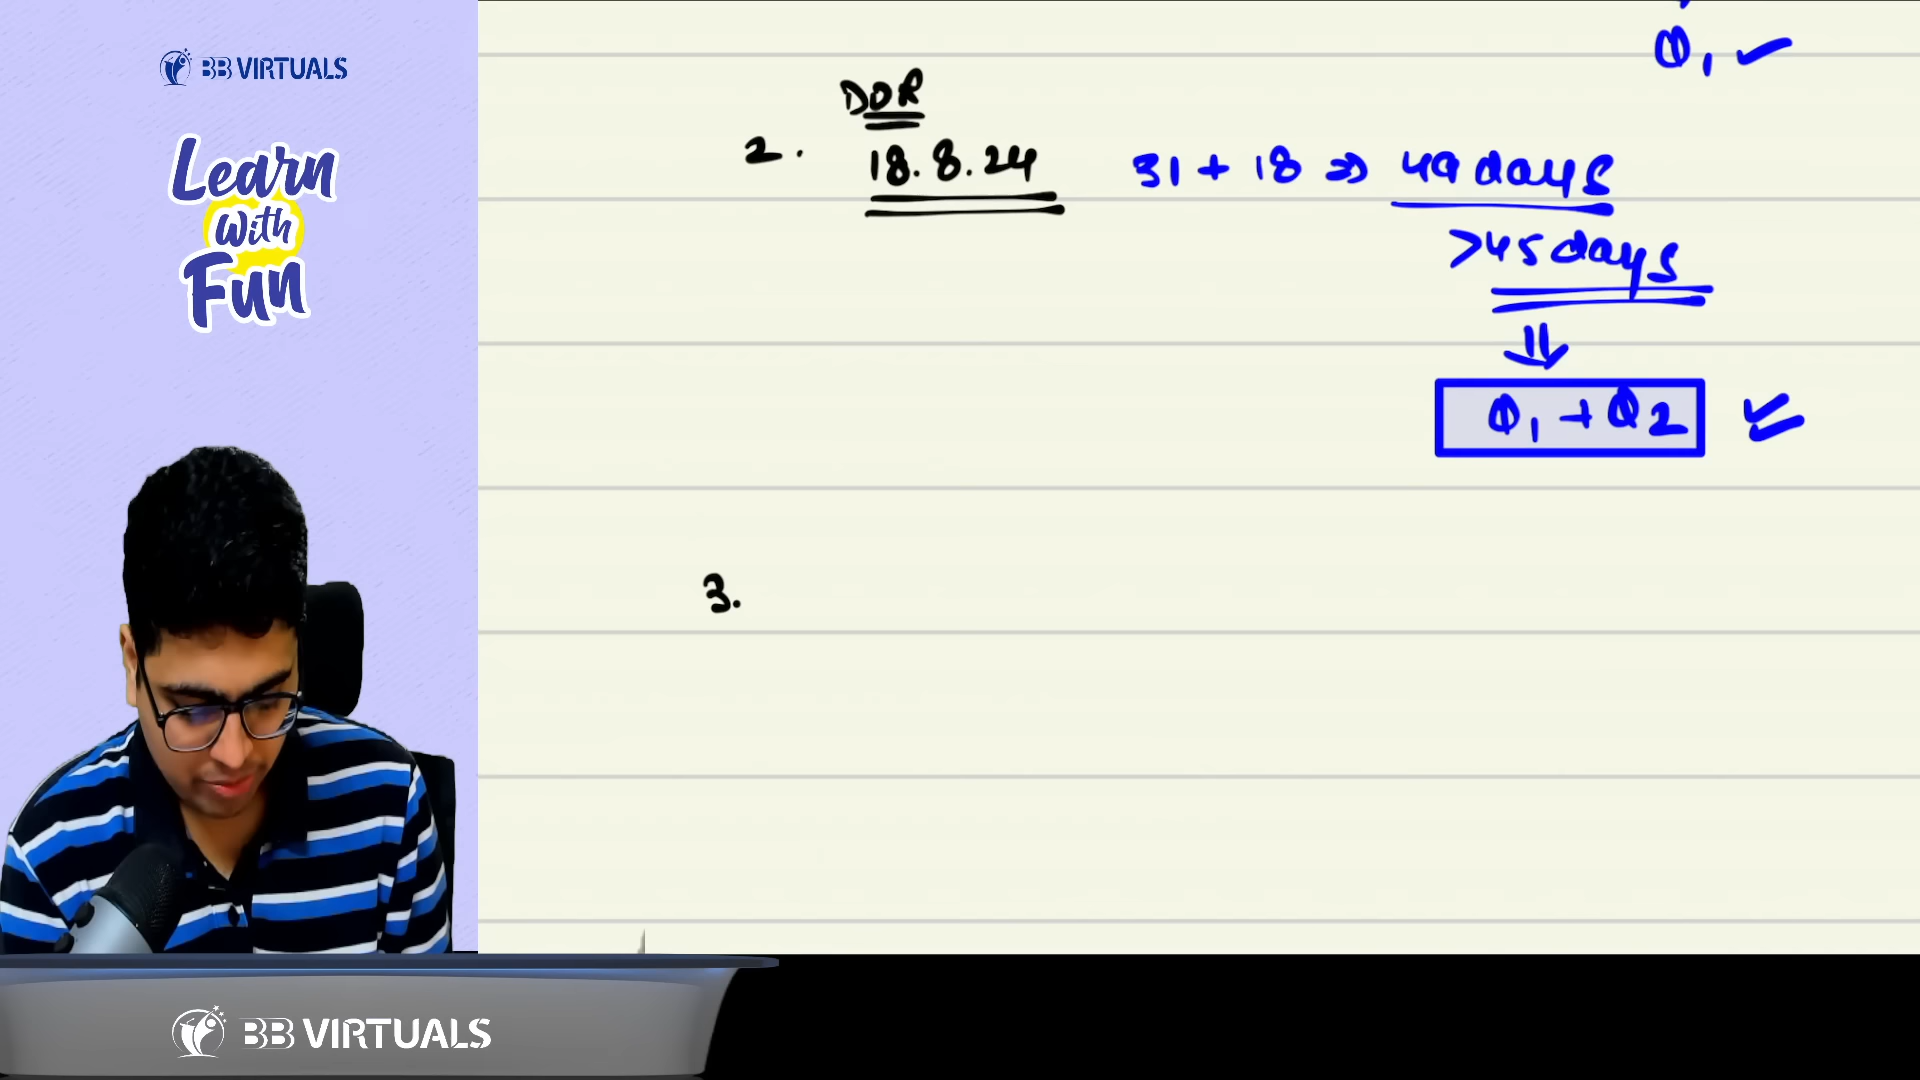 BB VIRTUALS
Learn
With
Fun
Q1 ✓
DOR
2. 18.8.24 31 + 18 ⇒ 49 days
>45 days
⇓
Q1 + Q2 ✓
3.
BB VIRTUALS